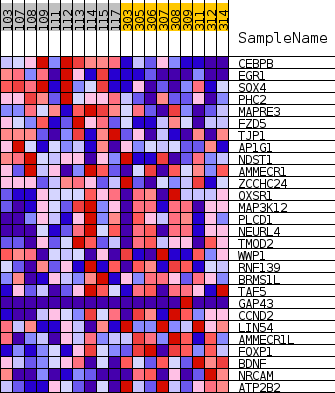 103 107 108 109 111 112 113 114 115 117 303 305 306 307 308 309 311 312 314
SampleName
CEBPB
EGR1
SOX4
PHC2
MAPRE3
FZD5
TJP1
AP1G1
NDST1
AMMECR1
ZCCHC24
OXSR1
MAP3K12
PLCD1
NEURL4
TMOD2
WWP1
RNF139
BRMS1L
TAF5
GAP43
CCND2
LIN54
AMMECR1L
FOXP1
BDNF
NRCAM
ATP2B2